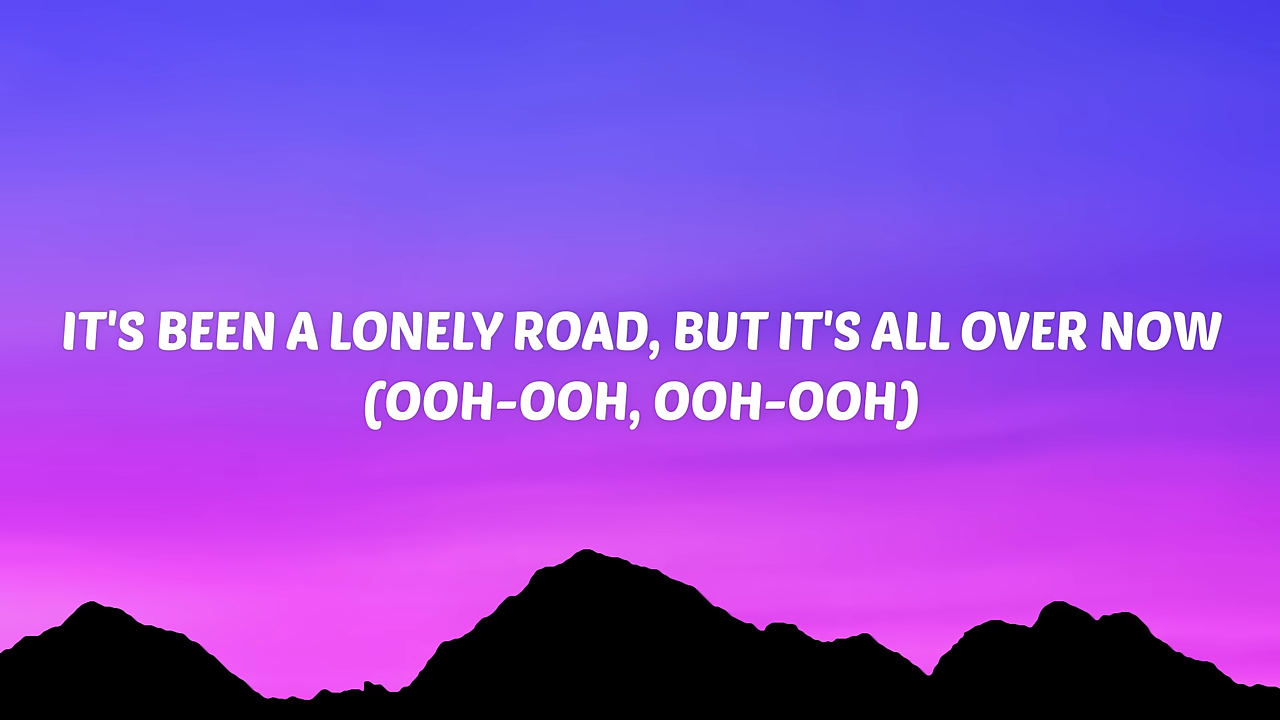 IT'S BEEN A LONELY ROAD, BUT IT'S ALL OVER NOW
(OOH-OOH, OOH-OOH)